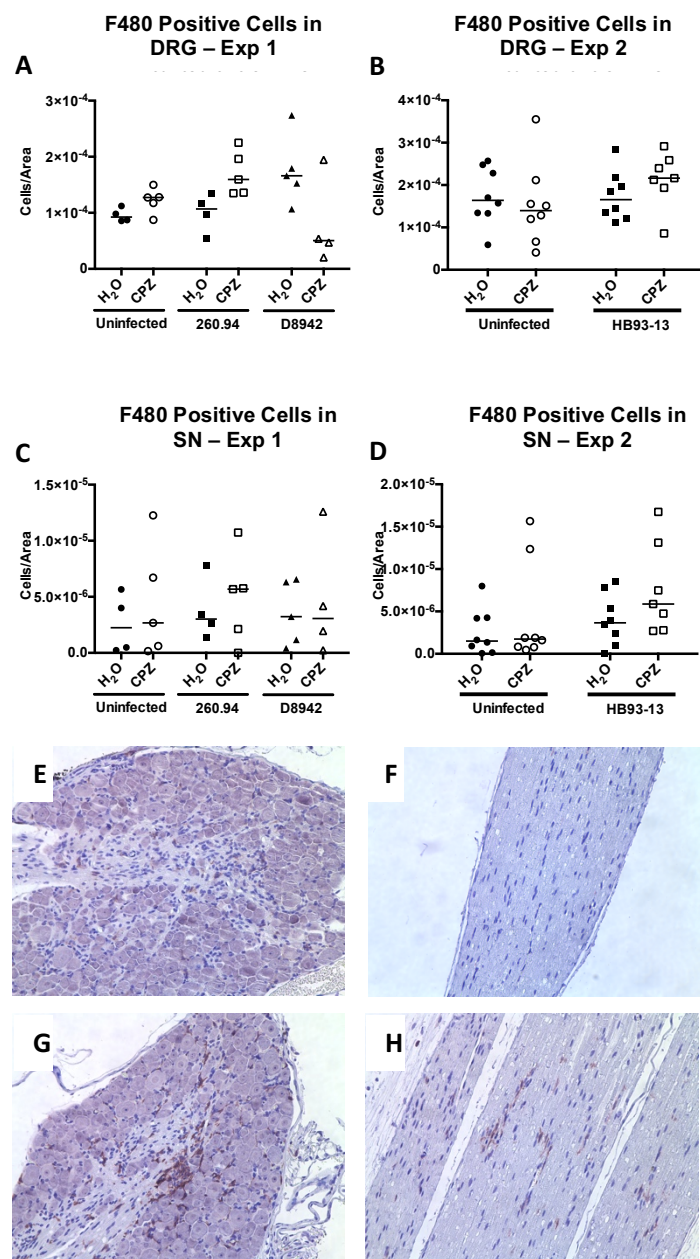 F480 Positive Cells in
DRG – Exp 1
A
3×10⁻⁴
2×10⁻⁴
1×10⁻⁴
0
Cells/Area
H₂O
CPZ
H₂O
CPZ
H₂O
CPZ
Uninfected
260.94
D8942
F480 Positive Cells in
DRG – Exp 2
B
4×10⁻⁴
3×10⁻⁴
2×10⁻⁴
1×10⁻⁴
0
Cells/Area
H₂O
CPZ
H₂O
CPZ
Uninfected
HB93-13
F480 Positive Cells in
SN – Exp 1
C
1.5×10⁻⁵
1.0×10⁻⁵
5.0×10⁻⁶
0.0
Cells/Area
H₂O
CPZ
H₂O
CPZ
H₂O
CPZ
Uninfected
260.94
D8942
F480 Positive Cells in
SN – Exp 2
D
2.0×10⁻⁵
1.5×10⁻⁵
1.0×10⁻⁵
5.0×10⁻⁶
0.0
Cells/Area
H₂O
CPZ
H₂O
CPZ
Uninfected
HB93-13
E
F
G
H